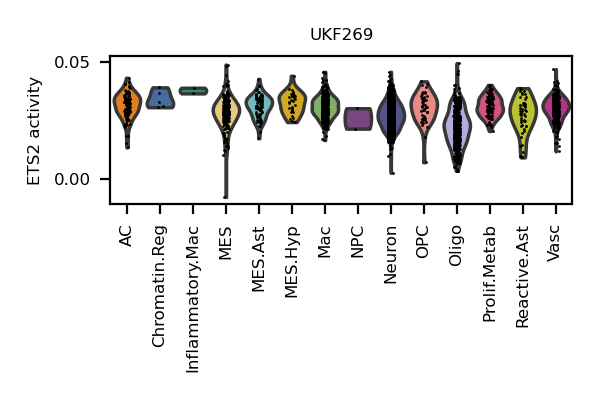 UKF269
ETS2 activity
0.05
0.00
AC
Chromatin.Reg
Inflammatory.Mac
MES
MES.Ast
MES.Hyp
Mac
NPC
Neuron
OPC
Oligo
Prolif.Metab
Reactive.Ast
Vasc